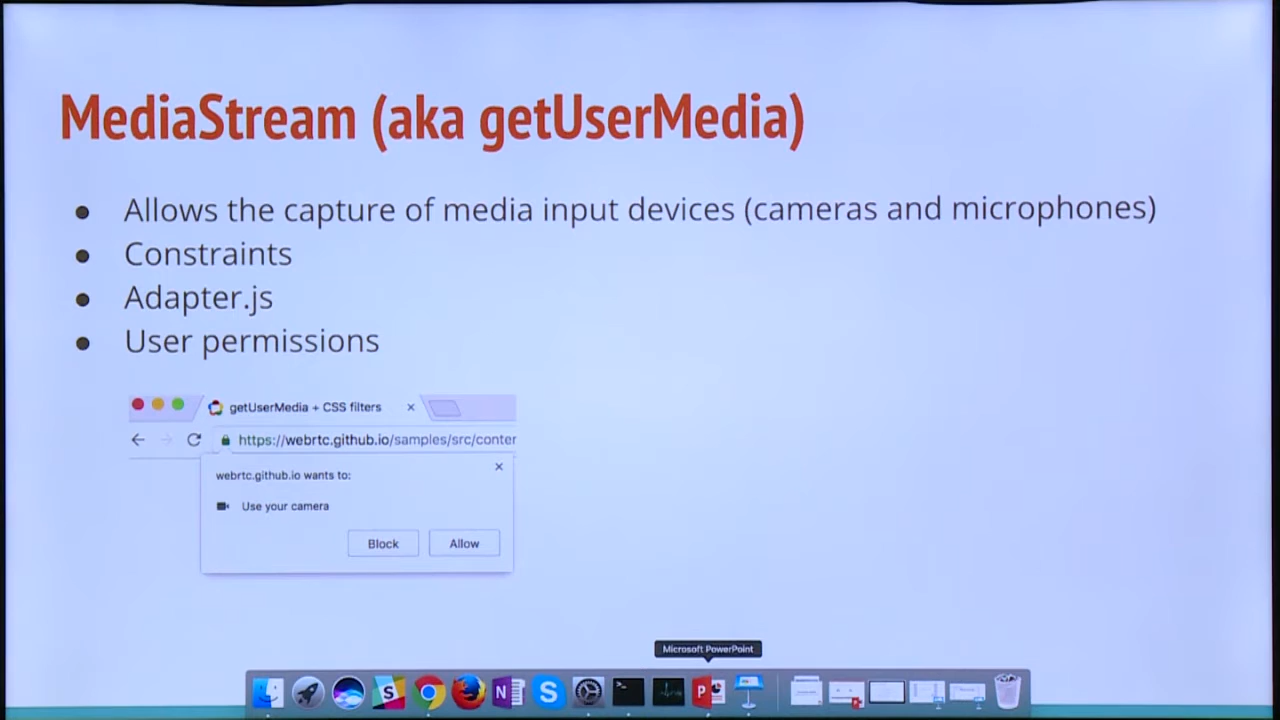 MediaStream (aka getUserMedia)
● Allows the capture of media input devices (cameras and microphones)
● Constraints
● Adapter.js
● User permissions
getUserMedia + CSS filters
https://webrtc.github.io/samples/src/conter
webrtc.github.io wants to:
Use your camera
Block Allow
Microsoft PowerPoint